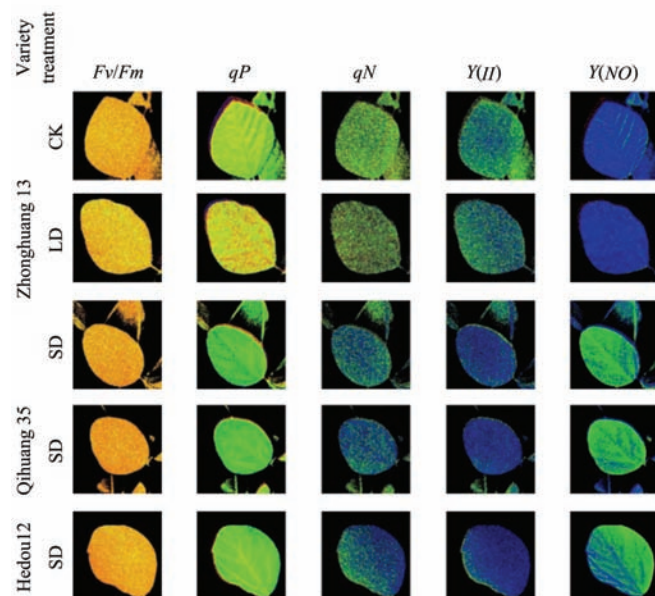 Variety
treatment
Fv/Fm
qP
qN
Y(II)
Y(NO)
CK
Zhonghuang 13
LD
SD
Qihuang 35
SD
Hedou12
SD